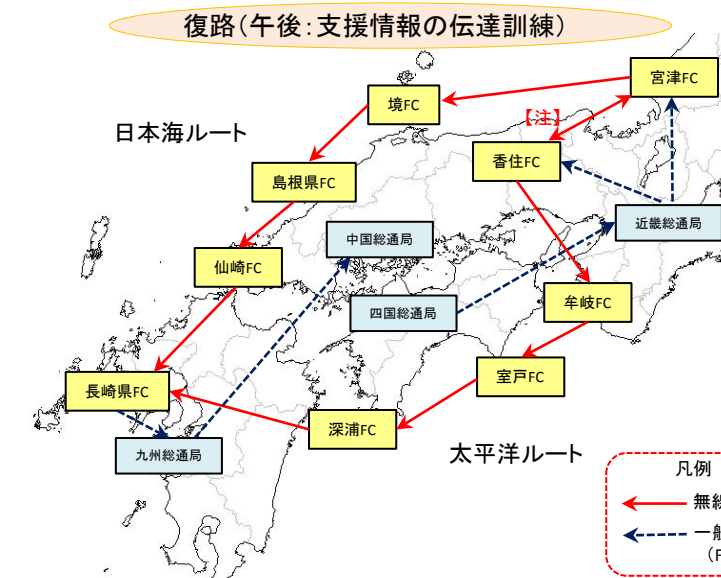 復路(午後:支援情報の伝達訓練)
宮津FC
境FC
【注】
日本海ルート
香住FC
島根県FC
近畿総通局
中国総通局
仙崎FC
牟岐FC
四国総通局
室戸FC
長崎県FC
深浦FC
九州総通局
太平洋ルート
凡例
無線
一般